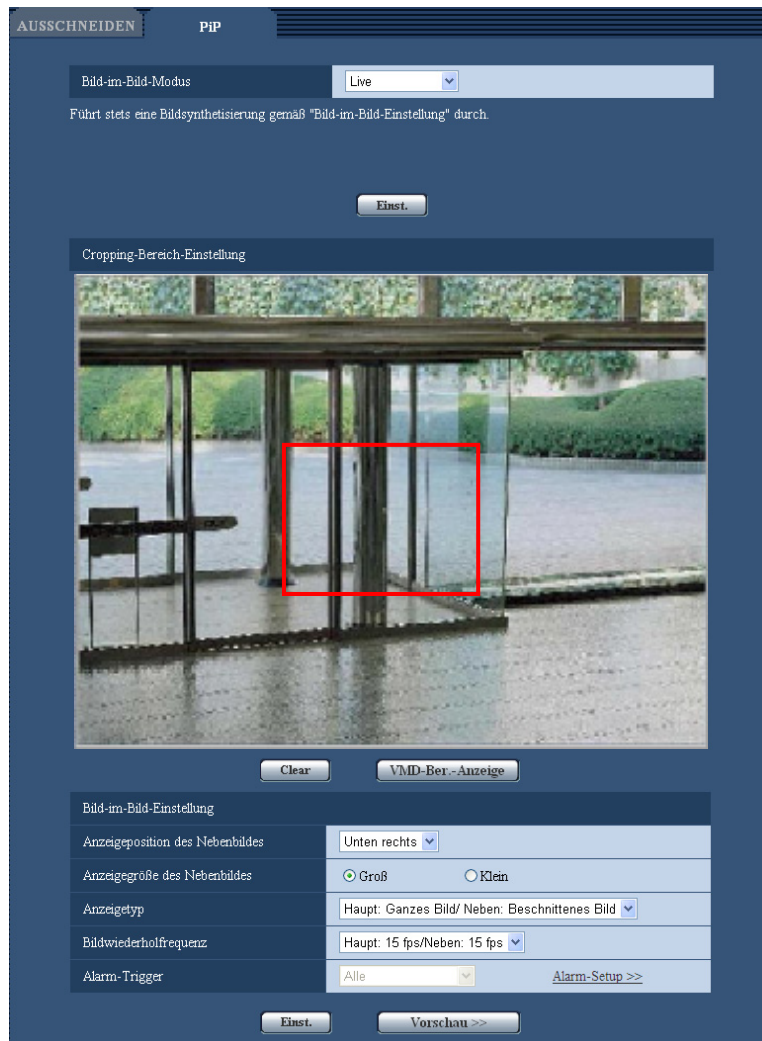 AUSSCHNEIDEN PiP
Bild-im-Bild-Modus Live
Führt stets eine Bildsynthetisierung gemäß "Bild-im-Bild-Einstellung" durch.
Einst.
Cropping-Bereich-Einstellung
Clear VMD-Ber.-Anzeige
Bild-im-Bild-Einstellung
Anzeigeposition des Nebenbildes Unten rechts
Anzeigegröße des Nebenbildes Groß Klein
Anzeigetyp Haupt: Ganzes Bild/ Neben: Beschnittenes Bild
Bildwiederholfrequenz Haupt: 15 fps/Neben: 15 fps
Alarm-Trigger Alle Alarm-Setup >>
Einst. Vorschau >>